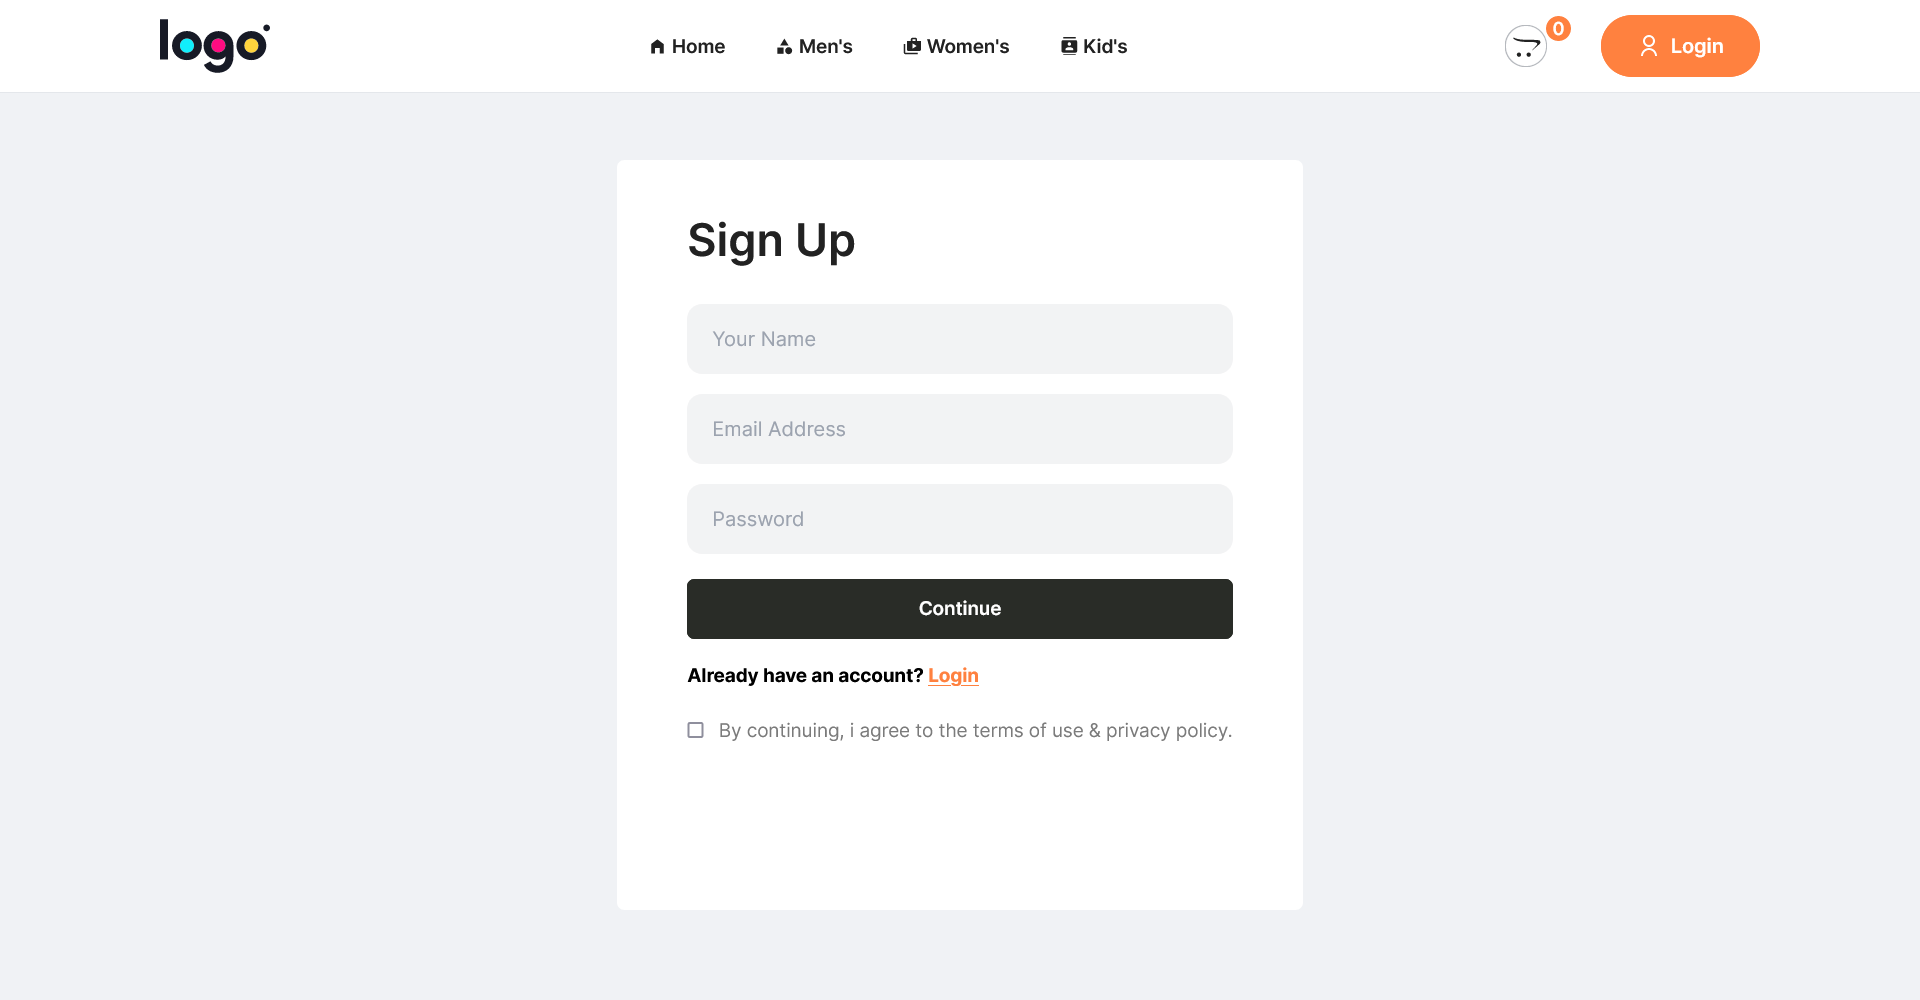 logo
Home
Men's
Women's
Kid's
0
Login
Sign Up
Your Name
Email Address
Password
Continue
Already have an account? Login
By continuing, i agree to the terms of use & privacy policy.